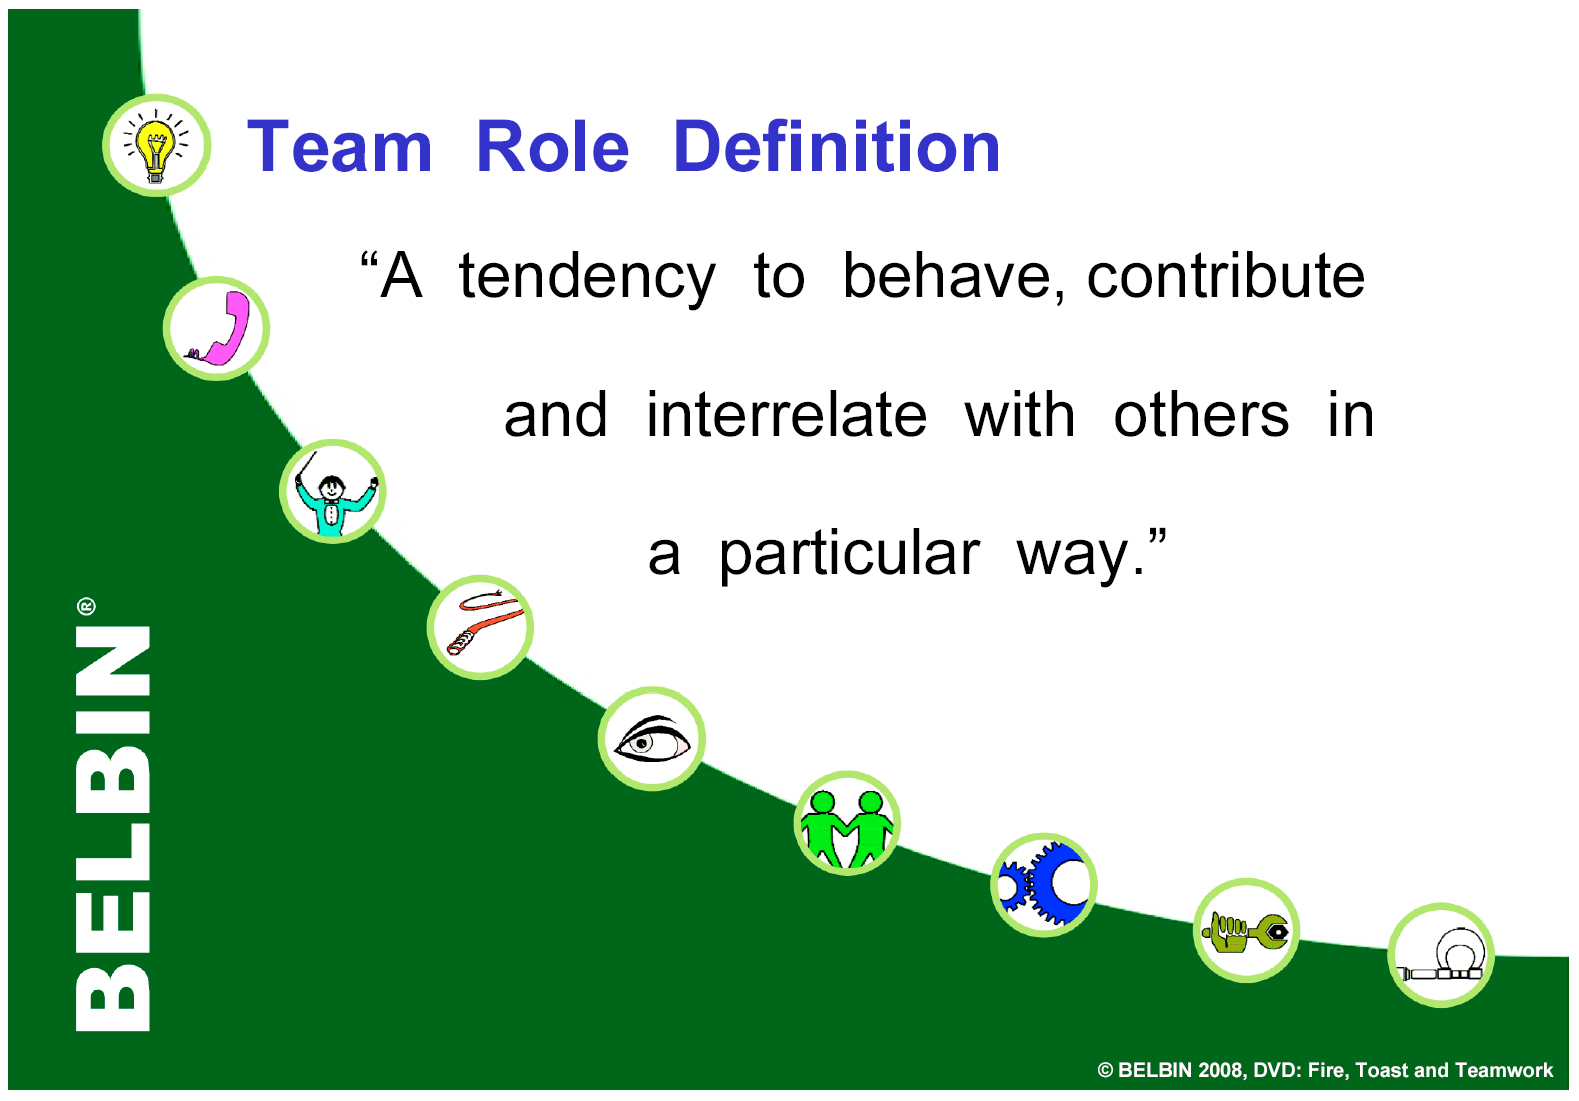 Team Role Definition
“A tendency to behave, contribute
and interrelate with others in
a particular way.”
BELBIN®
© BELBIN 2008, DVD: Fire, Toast and Teamwork